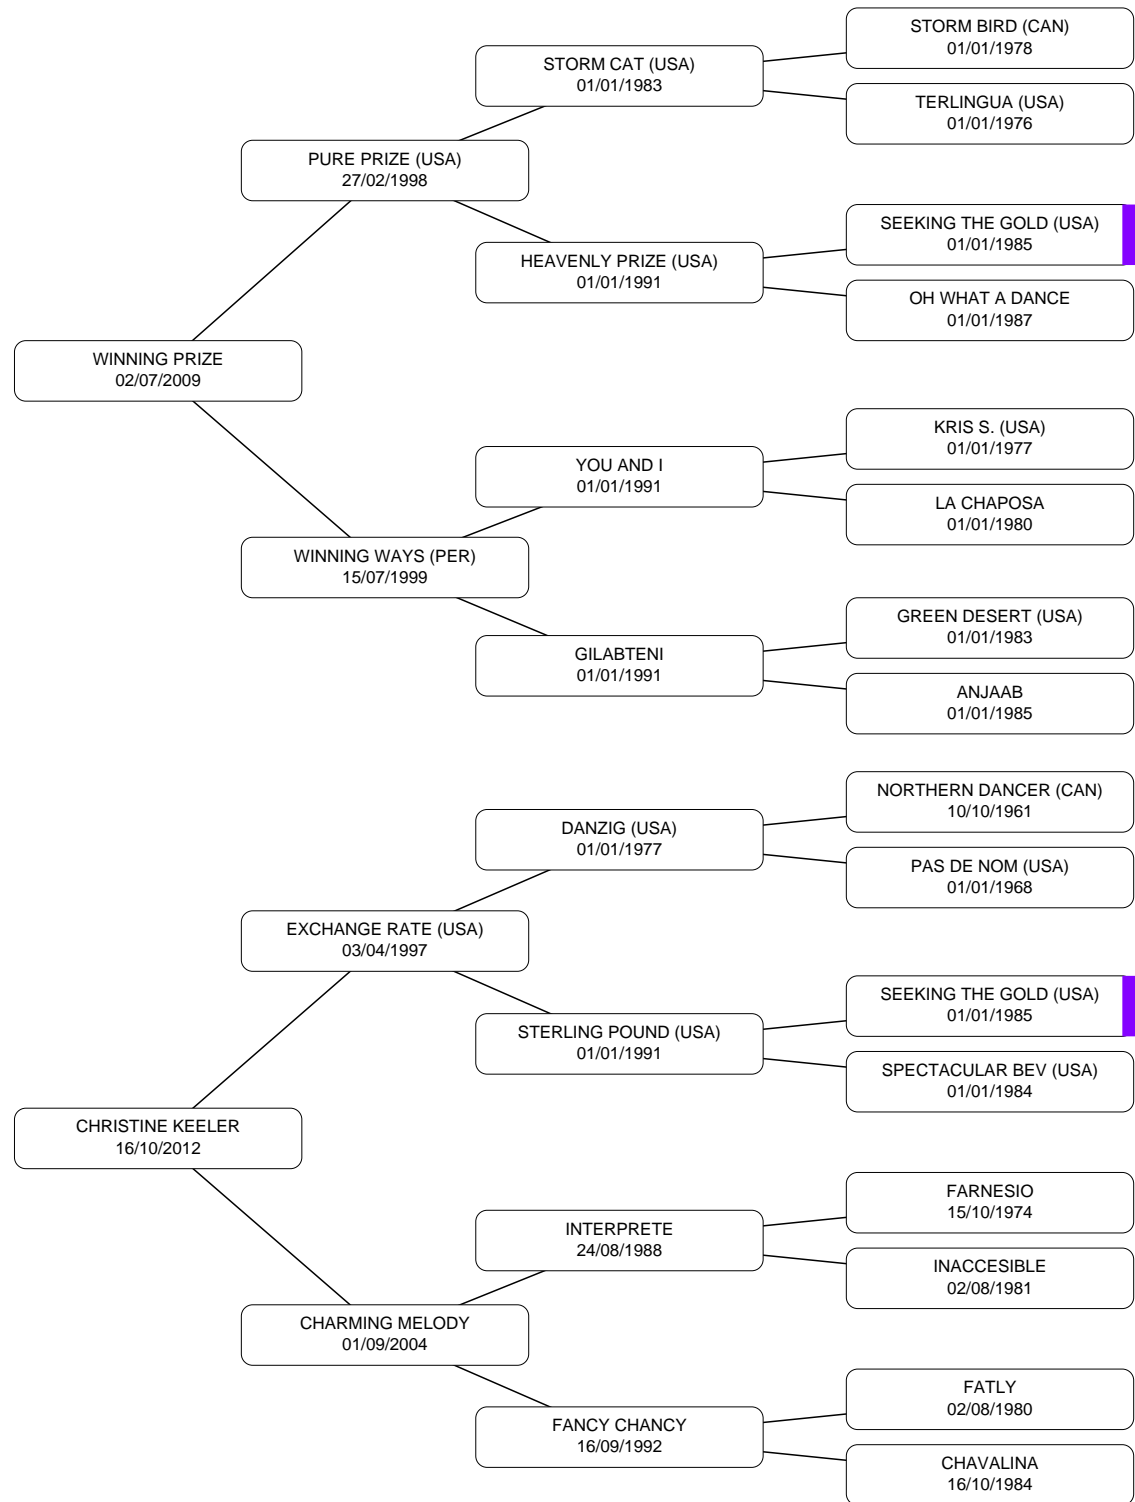 STORM BIRD (CAN)
01/01/1978
STORM CAT (USA)
01/01/1983
TERLINGUA (USA)
01/01/1976
PURE PRIZE (USA)
27/02/1998
SEEKING THE GOLD (USA)
01/01/1985
HEAVENLY PRIZE (USA)
01/01/1991
OH WHAT A DANCE
01/01/1987
WINNING PRIZE
02/07/2009
KRIS S. (USA)
01/01/1977
YOU AND I
01/01/1991
LA CHAPOSA
01/01/1980
WINNING WAYS (PER)
15/07/1999
GREEN DESERT (USA)
01/01/1983
GILABTENI
01/01/1991
ANJAAB
01/01/1985
NORTHERN DANCER (CAN)
10/10/1961
DANZIG (USA)
01/01/1977
PAS DE NOM (USA)
01/01/1968
EXCHANGE RATE (USA)
03/04/1997
SEEKING THE GOLD (USA)
01/01/1985
STERLING POUND (USA)
01/01/1991
SPECTACULAR BEV (USA)
01/01/1984
CHRISTINE KEELER
16/10/2012
FARNESIO
15/10/1974
INTERPRETE
24/08/1988
INACCESIBLE
02/08/1981
CHARMING MELODY
01/09/2004
FATLY
02/08/1980
FANCY CHANCY
16/09/1992
CHAVALINA
16/10/1984